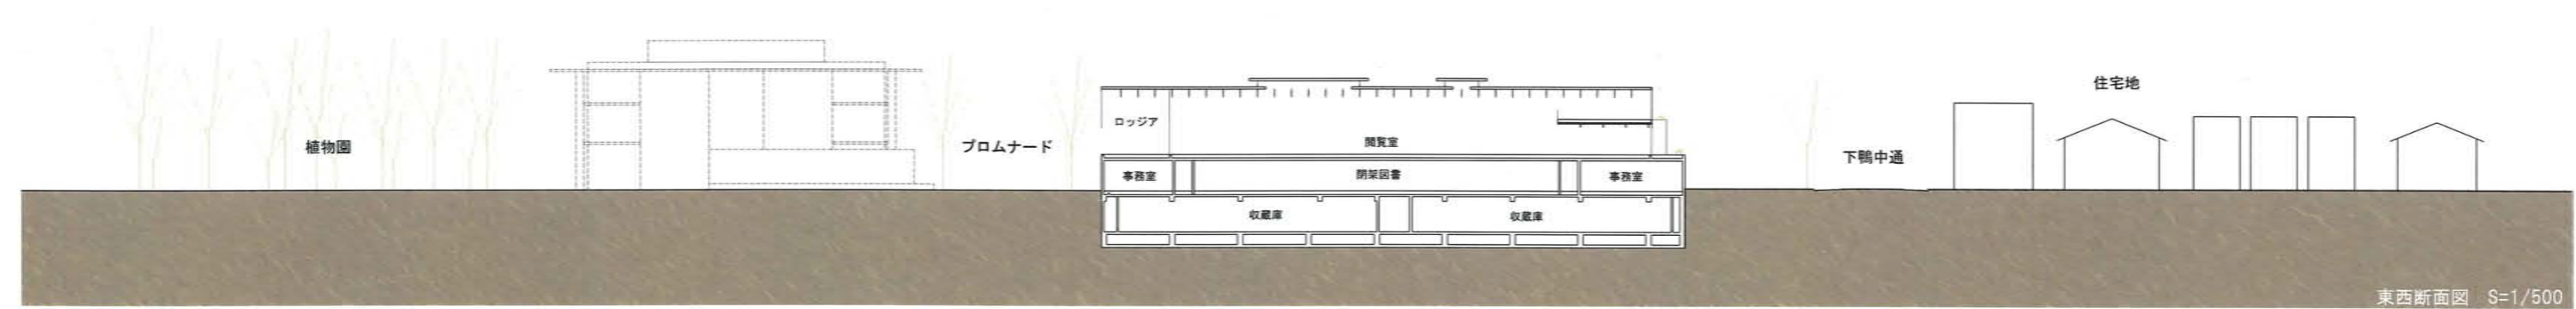 植物園
プロムナード
ロッジア
閲覧室
事務室
閉架図書
事務室
収蔵庫
収蔵庫
下鴨中通
住宅地
東西断面図 S=1/500